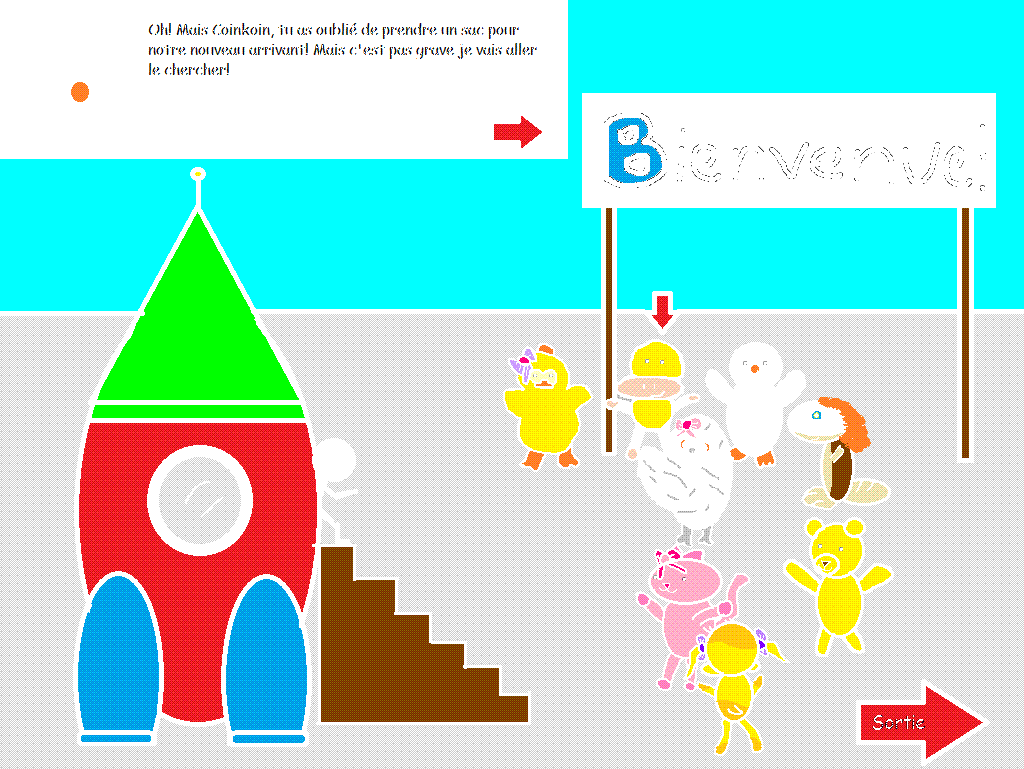 Oh! Mais Coinkoin, tu as oublié de prendre un sac pour
notre nouveau arrivant! Mais c'est pas grave je vais aller
le chercher!
Bienvenue!
Sortie